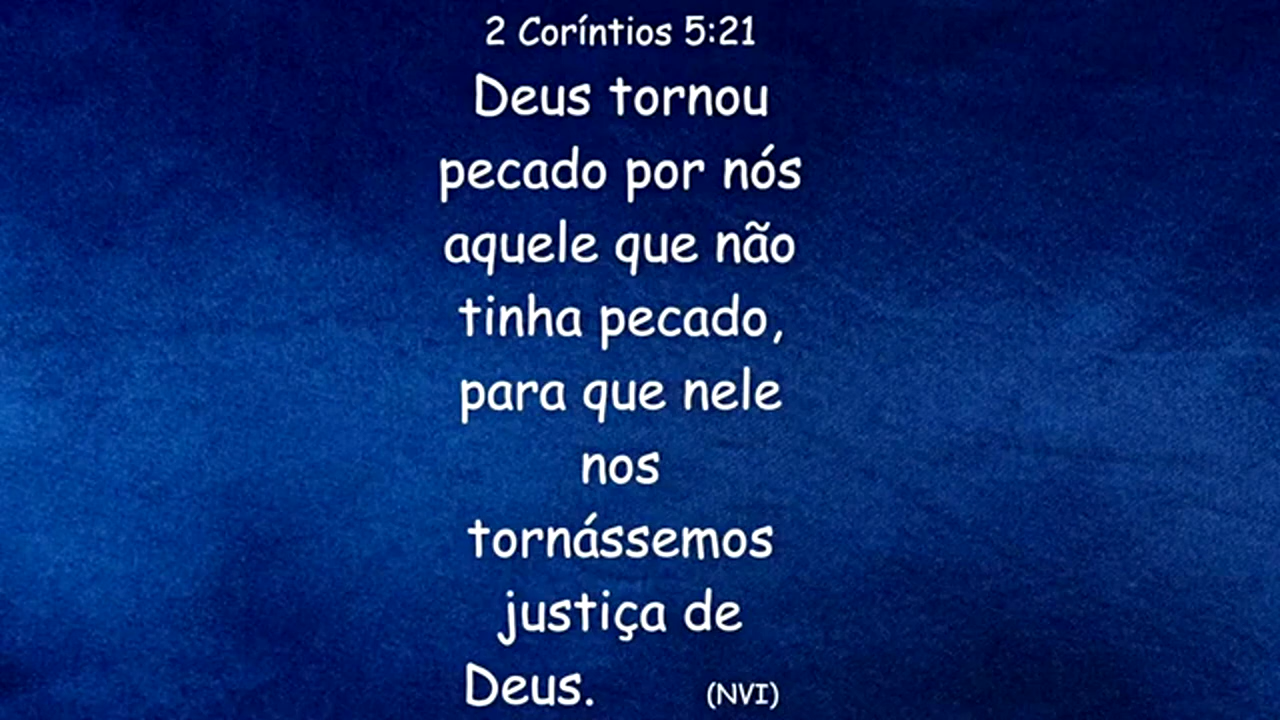 2 Coríntios 5:21
Deus tornou
pecado por nós
aquele que não
tinha pecado,
para que nele
nos
tornássemos
justiça de
Deus. (NVI)